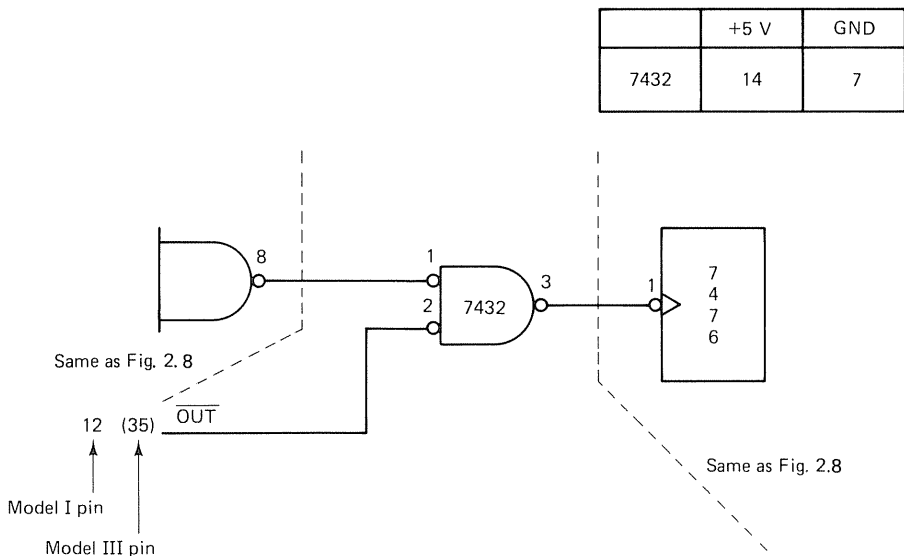 +5 V GND
7432 14 7
8
1
2
7432
3
1
7
4
7
6
Same as Fig. 2.8
12 (35) OUT
Model I pin
Model III pin
Same as Fig. 2.8